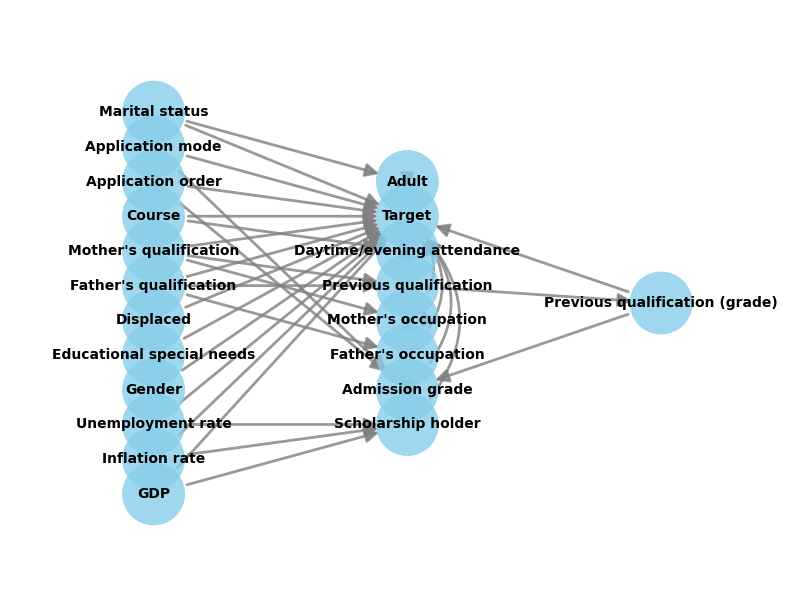 Marital status
Application mode
Application order
Course
Mother's qualification
Father's qualification
Displaced
Educational special needs
Gender
Unemployment rate
Inflation rate
GDP
Adult
Target
Daytime/evening attendance
Previous qualification
Mother's occupation
Father's occupation
Admission grade
Scholarship holder
Previous qualification (grade)